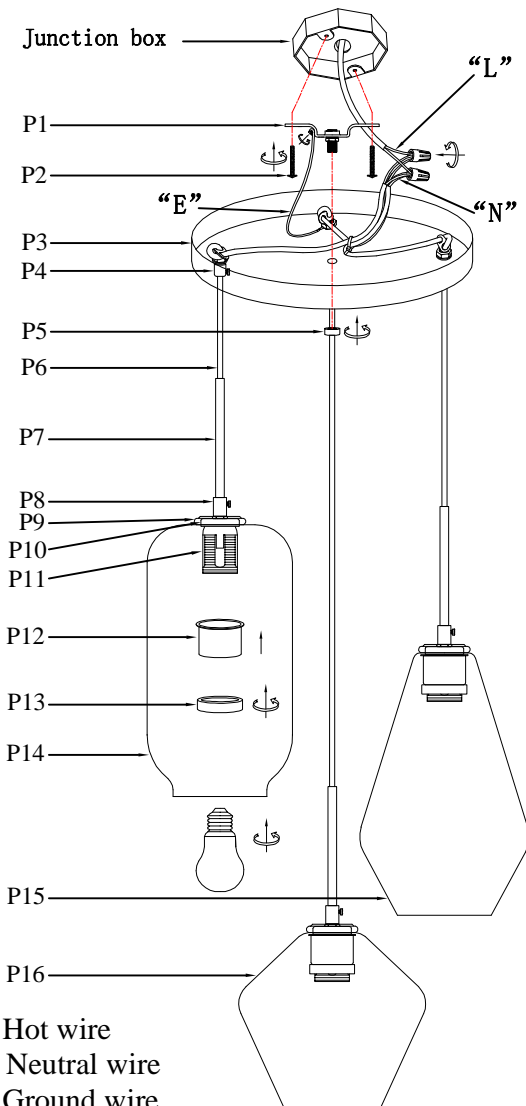 Junction box
“L”
P1
P2
“E”
“N”
P3
P4
P5
P6
P7
P8
P9
P10
P11
P12
P13
P14
P15
P16
Hot wire
Neutral wire
Ground wire